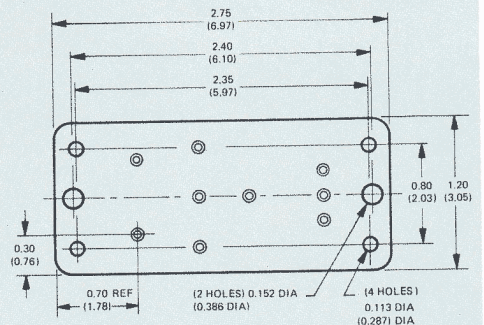 2.75
(6.97)
2.40
(6.10)
2.35
(5.97)
0.80
(2.03)
1.20
(3.05)
0.30
(0.76)
0.70 REF
(1.78)
(2 HOLES) 0.152 DIA
(0.386 DIA)
(4 HOLES)
0.113 DIA
(0.287) DIA